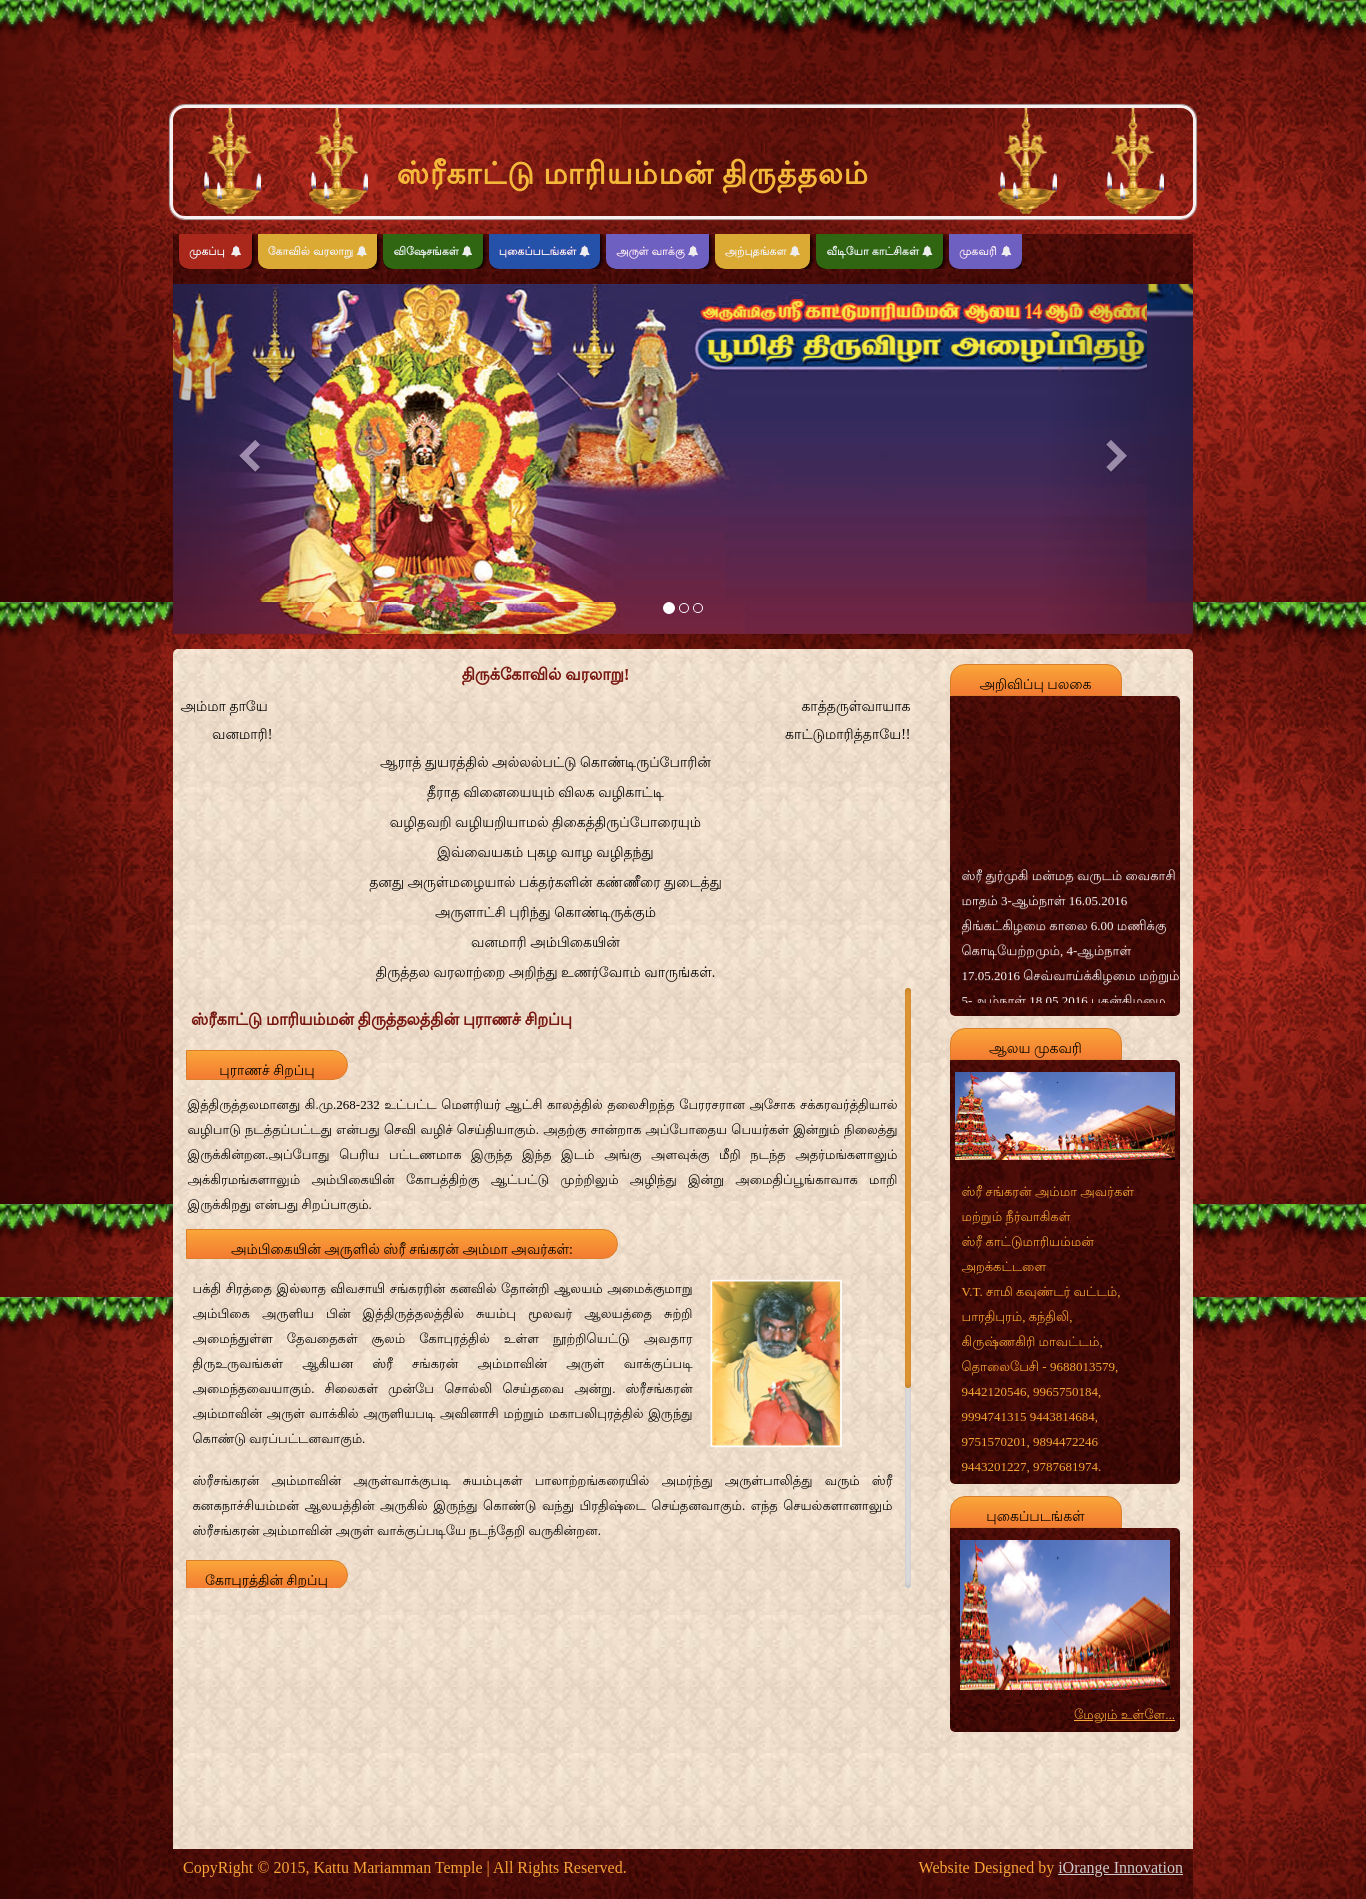 ஸ்ரீகாட்டு மாரியம்மன் திருத்தலம்
முகப்பு கோவில் வரலாறு விஷேசங்கள் புகைப்படங்கள் அருள் வாக்கு அற்புதங்கள வீடியோ காட்சிகள் முகவரி
அருள்மிகு ஸ்ரீ காட்டுமாரியம்மன் ஆலய 14 ஆம் ஆண்டு
பூமிதி திருவிழா அழைப்பிதழ்
திருக்கோவில் வரலாறு!
அம்மா தாயே காத்தருள்வாயாக
வனமாரி! காட்டுமாரித்தாயே!!
ஆராத் துயரத்தில் அல்லல்பட்டு கொண்டிருப்போரின்
தீராத வினையையும் விலக வழிகாட்டி
வழிதவறி வழியறியாமல் திகைத்திருப்போரையும்
இவ்வையகம் புகழ வாழ வழிதந்து
தனது அருள்மழையால் பக்தர்களின் கண்ணீரை துடைத்து
அருளாட்சி புரிந்து கொண்டிருக்கும்
வனமாரி அம்பிகையின்
திருத்தல வரலாற்றை அறிந்து உணர்வோம் வாருங்கள்.
ஸ்ரீகாட்டு மாரியம்மன் திருத்தலத்தின் புராணச் சிறப்பு
புராணச் சிறப்பு
இத்திருத்தலமானது கி.மு.268-232 உட்பட்ட மௌரியர் ஆட்சி காலத்தில் தலைசிறந்த பேரரசரான அசோக சக்கரவர்த்தியால்
வழிபாடு நடத்தப்பட்டது என்பது செவி வழிச் செய்தியாகும். அதற்கு சான்றாக அப்போதைய பெயர்கள் இன்றும் நிலைத்து
இருக்கின்றன.அப்போது பெரிய பட்டணமாக இருந்த இந்த இடம் அங்கு அளவுக்கு மீறி நடந்த அதர்மங்களாலும்
அக்கிரமங்களாலும் அம்பிகையின் கோபத்திற்கு ஆட்பட்டு முற்றிலும் அழிந்து இன்று அமைதிப்பூங்காவாக மாறி
இருக்கிறது என்பது சிறப்பாகும்.
அம்பிகையின் அருளில் ஸ்ரீ சங்கரன் அம்மா அவர்கள்:
பக்தி சிரத்தை இல்லாத விவசாயி சங்கரரின் கனவில் தோன்றி ஆலயம் அமைக்குமாறு
அம்பிகை அருளிய பின் இத்திருத்தலத்தில் சுயம்பு மூலவர் ஆலயத்தை சுற்றி
அமைந்துள்ள தேவதைகள் சூலம் கோபுரத்தில் உள்ள நூற்றியெட்டு அவதார
திருஉருவங்கள் ஆகியன ஸ்ரீ சங்கரன் அம்மாவின் அருள் வாக்குப்படி
அமைந்தவையாகும். சிலைகள் முன்பே சொல்லி செய்தவை அன்று. ஸ்ரீசங்கரன்
அம்மாவின் அருள் வாக்கில் அருளியபடி அவினாசி மற்றும் மகாபலிபுரத்தில் இருந்து
கொண்டு வரப்பட்டனவாகும்.
ஸ்ரீசங்கரன் அம்மாவின் அருள்வாக்குபடி சுயம்புகள் பாலாற்றங்கரையில் அமர்ந்து அருள்பாலித்து வரும் ஸ்ரீ
கனகநாச்சியம்மன் ஆலயத்தின் அருகில் இருந்து கொண்டு வந்து பிரதிஷ்டை செய்தனவாகும். எந்த செயல்களானாலும்
ஸ்ரீசங்கரன் அம்மாவின் அருள் வாக்குப்படியே நடந்தேறி வருகின்றன.
கோபுரத்தின் சிறப்பு
அறிவிப்பு பலகை
ஸ்ரீ துர்முகி மன்மத வருடம் வைகாசி
மாதம் 3-ஆம்நாள் 16.05.2016
திங்கட்கிழமை காலை 6.00 மணிக்கு
கொடியேற்றமும், 4-ஆம்நாள்
17.05.2016 செவ்வாய்க்கிழமை மற்றும்
5-ஆம்நாள் 18.05.2016 புதன்கிழமை
ஆலய முகவரி
ஸ்ரீ சங்கரன் அம்மா அவர்கள்
மற்றும் நீர்வாகிகள்
ஸ்ரீ காட்டுமாரியம்மன்
அறக்கட்டளை
V.T. சாமி கவுண்டர் வட்டம்,
பாரதிபுரம், கந்திலி,
கிருஷ்ணகிரி மாவட்டம்,
தொலைபேசி - 9688013579,
9442120546, 9965750184,
9994741315 9443814684,
9751570201, 9894472246
9443201227, 9787681974.
புகைப்படங்கள்
மேலும் உள்ளே...
CopyRight © 2015, Kattu Mariamman Temple | All Rights Reserved. Website Designed by iOrange Innovation